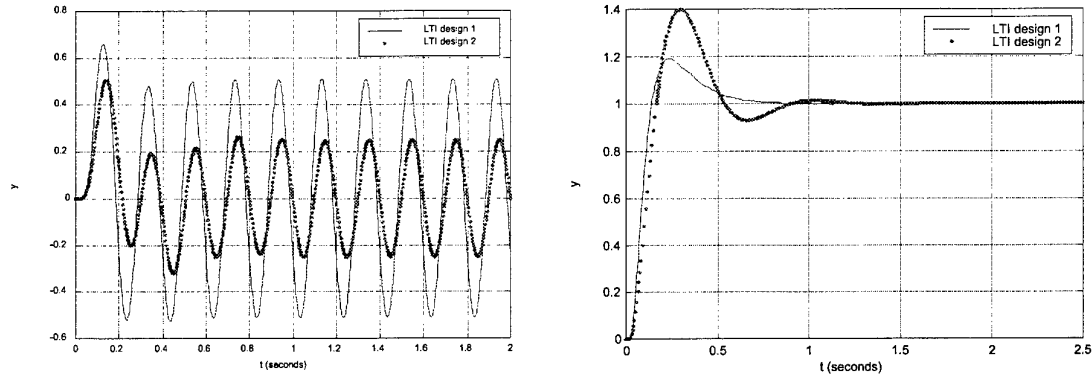 0.8
0.6
0.4
0.2
0
-0.2
-0.4
-0.6
y
0 0.2 0.4 0.6 0.8 1 1.2 1.4 1.6 1.8 2
t (seconds)
LTI design 1
LTI design 2
1.4
1.2
1
0.8
0.6
0.4
0.2
0
y
0 0.5 1 1.5 2 2.5
t (seconds)
LTI design 1
LTI design 2